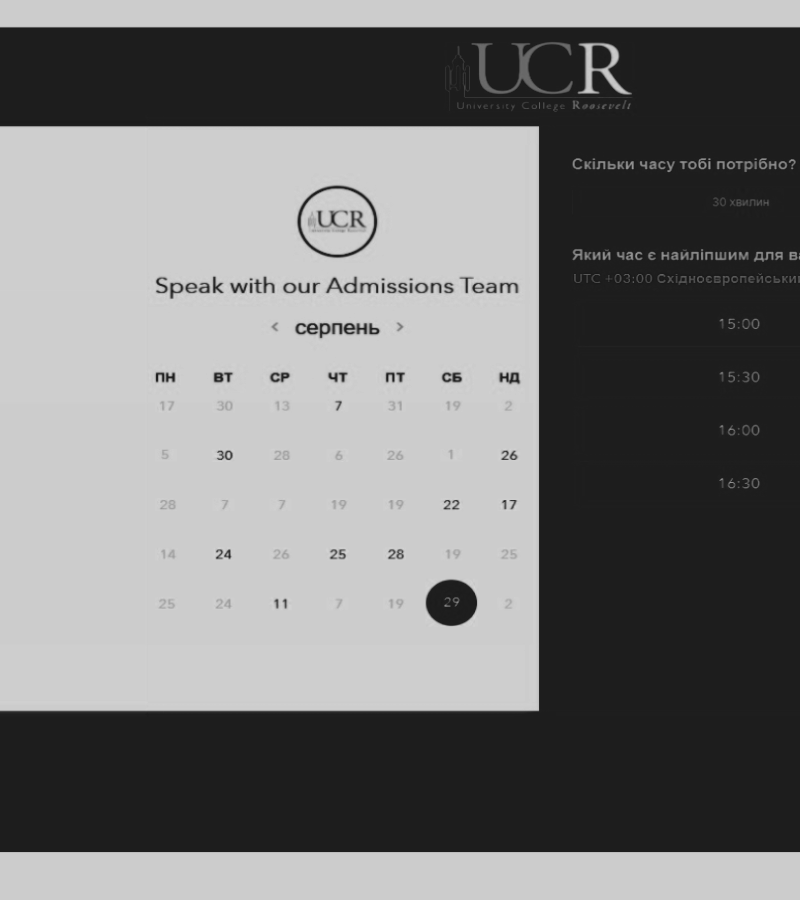 UCR
University College Roosevelt
UCR
Speak with our Admissions Team
< серпень >
ПН ВТ СР ЧТ ПТ СБ НД
17 30 13 7 31 19 2
5 30 28 6 26 1 26
28 7 7 19 19 22 17
14 24 26 25 28 19 25
25 24 11 7 19 29 2
Скільки часу тобі потрібно?
30 хвилин
Який час є найліпшим для
UTC +03:00
15:00
15:30
16:00
16:30